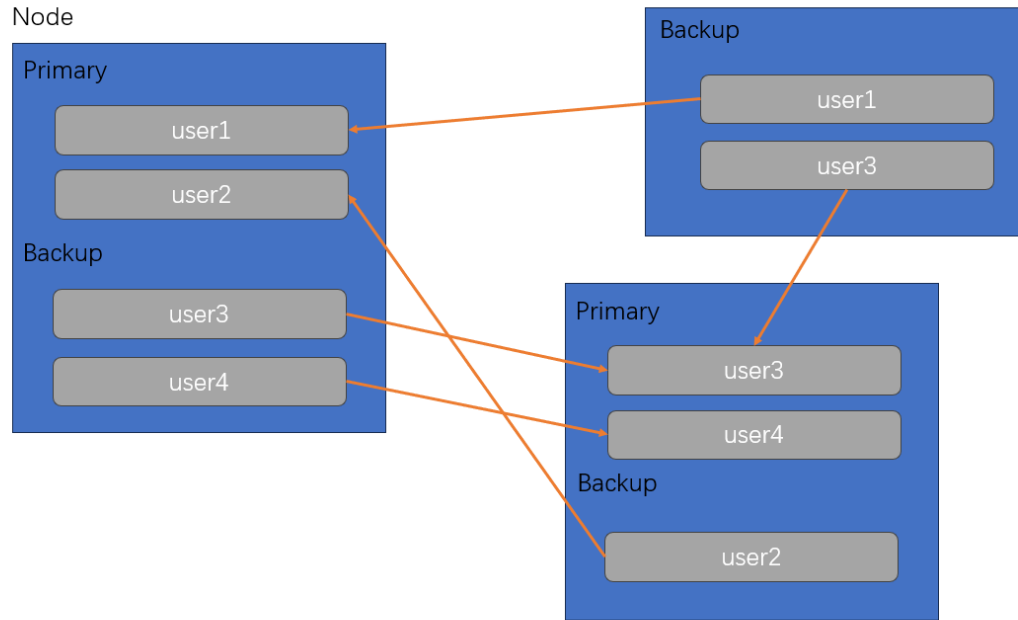 Node
Primary
user1
user2
Backup
user3
user4
Backup
user1
user3
Primary
user3
user4
Backup
user2